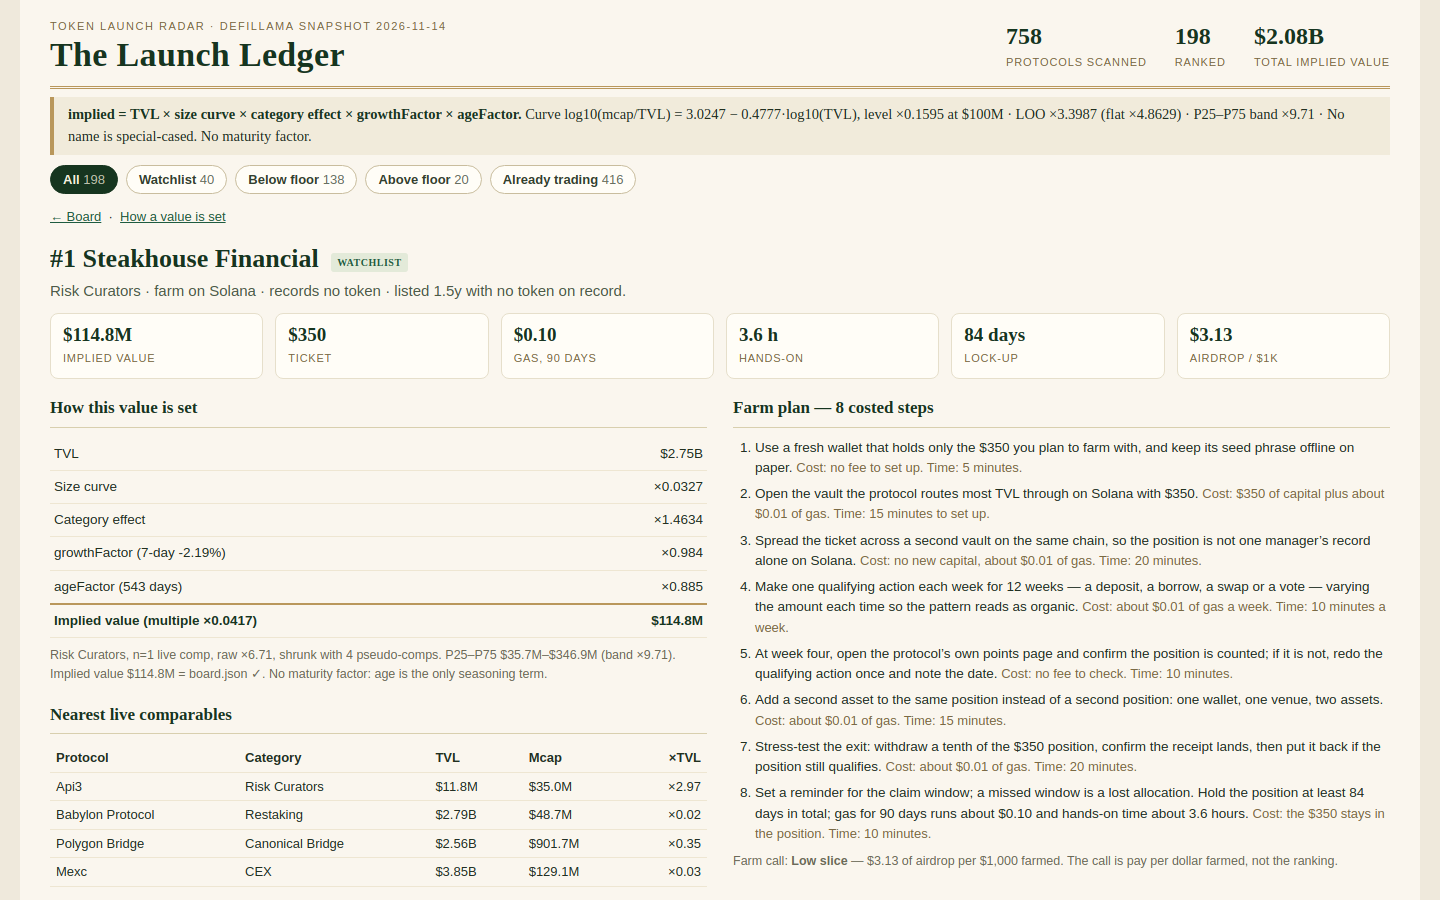 TOKEN LAUNCH RADAR · DEFILLAMA SNAPSHOT 2026-11-14
The Launch Ledger
758
PROTOCOLS SCANNED
198
RANKED
$2.08B
TOTAL IMPLIED VALUE
implied = TVL × size curve × category effect × growthFactor × ageFactor. Curve log10(mcap/TVL) = 3.0247 − 0.4777·log10(TVL), level ×0.1595 at $100M · LOO ×3.3987 (flat ×4.8629) · P25–P75 band ×9.71 · No
name is special-cased. No maturity factor.
All 198
Watchlist 40
Below floor 138
Above floor 20
Already trading 416
← Board · How a value is set
#1 Steakhouse Financial WATCHLIST
Risk Curators · farm on Solana · records no token · listed 1.5y with no token on record.
$114.8M
IMPLIED VALUE
$350
TICKET
$0.10
GAS, 90 DAYS
3.6 h
HANDS-ON
84 days
LOCK-UP
$3.13
AIRDROP / $1K
How this value is set
TVL $2.75B
Size curve ×0.0327
Category effect ×1.4634
growthFactor (7-day -2.19%) ×0.984
ageFactor (543 days) ×0.885
Implied value (multiple ×0.0417) $114.8M
Risk Curators, n=1 live comp, raw ×6.71, shrunk with 4 pseudo-comps. P25–P75 $35.7M–$346.9M (band ×9.71).
Implied value $114.8M = board.json ✓. No maturity factor: age is the only seasoning term.
Nearest live comparables
Protocol Category TVL Mcap ×TVL
Api3 Risk Curators $11.8M $35.0M ×2.97
Babylon Protocol Restaking $2.79B $48.7M ×0.02
Polygon Bridge Canonical Bridge $2.56B $901.7M ×0.35
Mexc CEX $3.85B $129.1M ×0.03
Farm plan — 8 costed steps
1. Use a fresh wallet that holds only the $350 you plan to farm with, and keep its seed phrase offline on
paper. Cost: no fee to set up. Time: 5 minutes.
2. Open the vault the protocol routes most TVL through on Solana with $350. Cost: $350 of capital plus about
$0.01 of gas. Time: 15 minutes to set up.
3. Spread the ticket across a second vault on the same chain, so the position is not one manager’s record
alone on Solana. Cost: no new capital, about $0.01 of gas. Time: 20 minutes.
4. Make one qualifying action each week for 12 weeks — a deposit, a borrow, a swap or a vote — varying
the amount each time so the pattern reads as organic. Cost: about $0.01 of gas a week. Time: 10 minutes a
week.
5. At week four, open the protocol’s own points page and confirm the position is counted; if it is not, redo the
qualifying action once and note the date. Cost: no fee to check. Time: 10 minutes.
6. Add a second asset to the same position instead of a second position: one wallet, one venue, two assets.
Cost: about $0.01 of gas. Time: 15 minutes.
7. Stress-test the exit: withdraw a tenth of the $350 position, confirm the receipt lands, then put it back if the
position still qualifies. Cost: about $0.01 of gas. Time: 20 minutes.
8. Set a reminder for the claim window; a missed window is a lost allocation. Hold the position at least 84
days in total; gas for 90 days runs about $0.10 and hands-on time about 3.6 hours. Cost: the $350 stays in
the position. Time: 10 minutes.
Farm call: Low slice — $3.13 of airdrop per $1,000 farmed. The call is pay per dollar farmed, not the ranking.